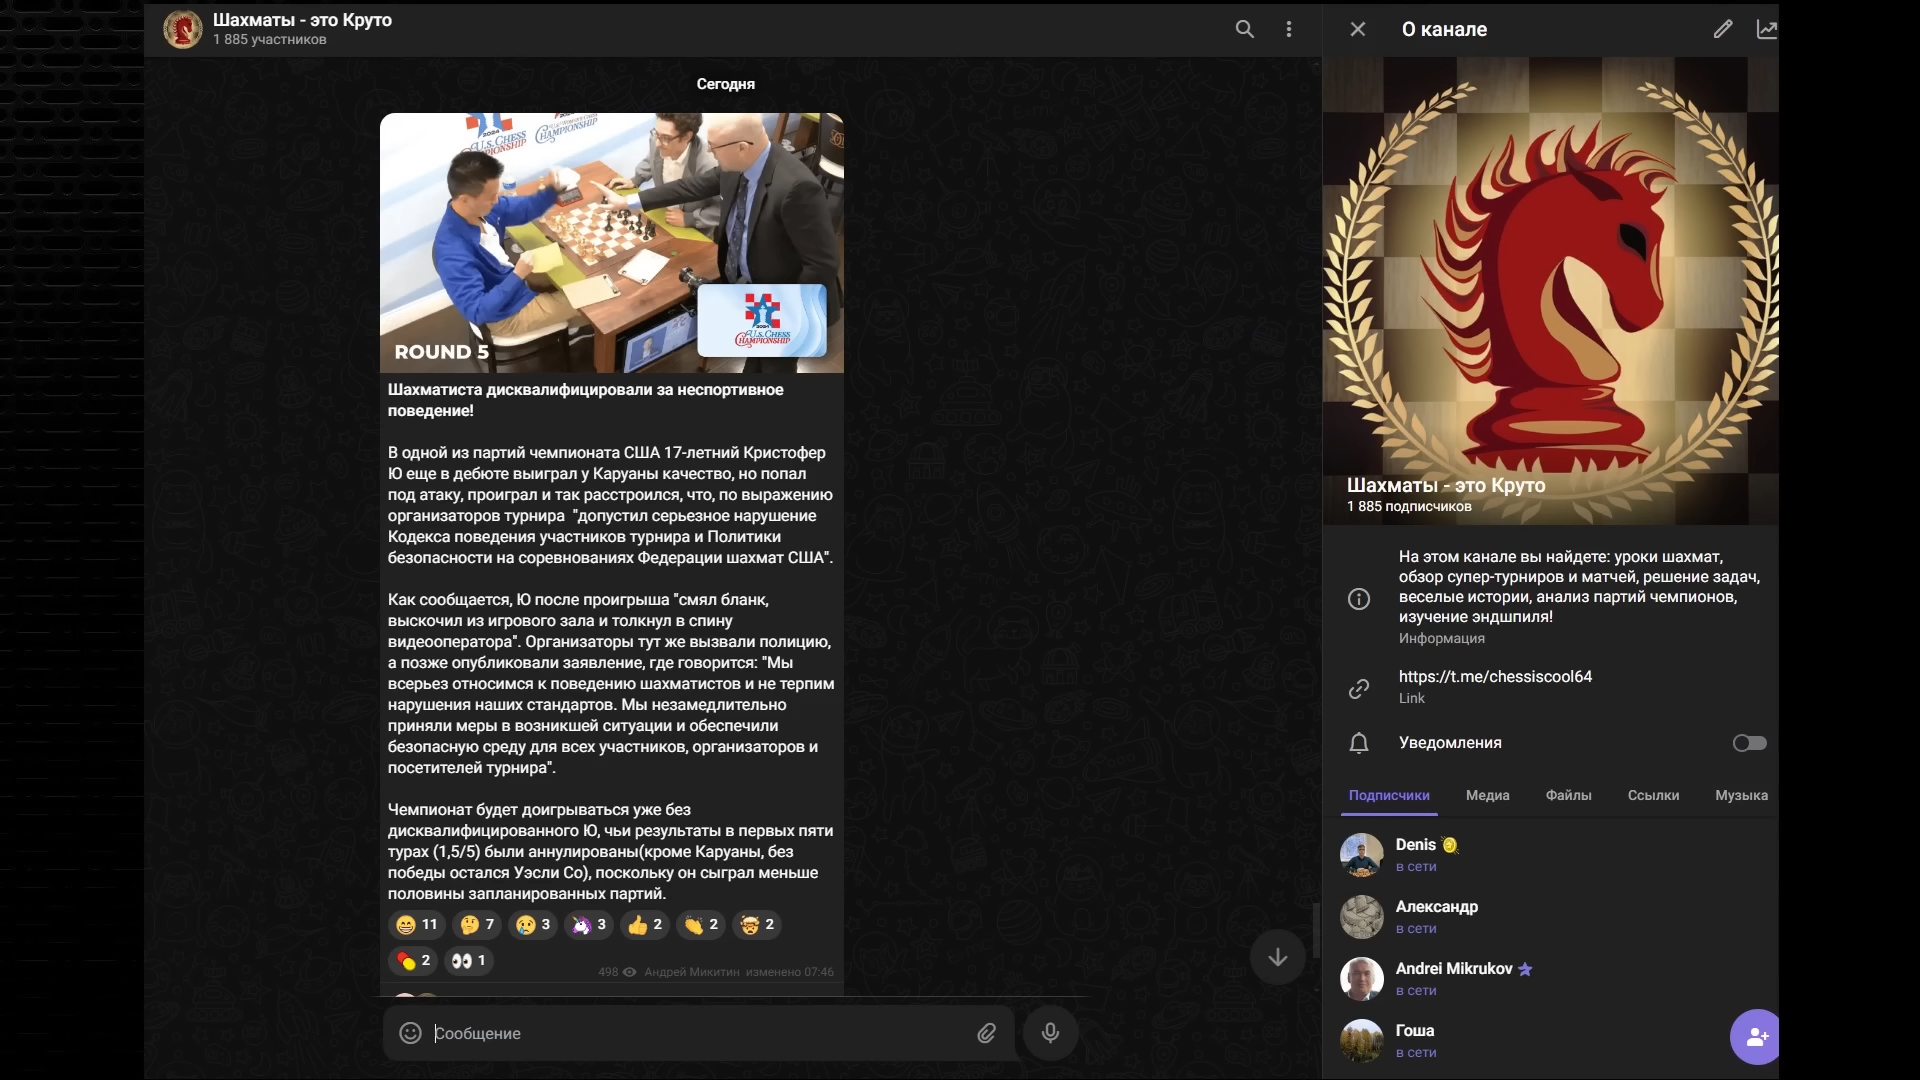 Шахматы - это Круто
1 885 участников
Сегодня
2024
U.S. CHESS
CHAMPIONSHIP
CHAMPIONSHIP
2024
U.S. CHESS
CHAMPIONSHIP
ROUND 5
Шахматиста дисквалифицировали за неспортивное
поведение!
В одной из партий чемпионата США 17-летний Кристофер
Ю еще в дебюте выиграл у Каруаны качество, но попал
под атаку, проиграл и так расстроился, что, по выражению
организаторов турнира "допустил серьезное нарушение
Кодекса поведения участников турнира и Политики
безопасности на соревнованиях Федерации шахмат США".
Как сообщается, Ю после проигрыша "смял бланк,
выскочил из игрового зала и толкнул в спину
видеооператора". Организаторы тут же вызвали полицию,
а позже опубликовали заявление, где говорится: "Мы
всерьез относимся к поведению шахматистов и не терпим
нарушения наших стандартов. Мы незамедлительно
приняли меры в возникшей ситуации и обеспечили
безопасную среду для всех участников, организаторов и
посетителей турнира".
Чемпионат будет доигрываться уже без
дисквалифицированного Ю, чьи результаты в первых пяти
турах (1,5/5) были аннулированы(кроме Каруаны, без
победы остался Уэсли Со), поскольку он сыграл меньше
половины запланированных партий.
11 7 3 3 2 2 2
2 1
498 Андрей Микитин изменено 07:46
Сообщение
О канале
Шахматы - это Круто
1 885 подписчиков
На этом канале вы найдете: уроки шахмат,
обзор супер-турниров и матчей, решение задач,
веселые истории, анализ партий чемпионов,
изучение эндшпиля!
Информация
https://t.me/chessiscool64
Link
Уведомления
Подписчики Медиа Файлы Ссылки Музыка
Denis
в сети
Александр
в сети
Andrei Mikrukov
в сети
Гоша
в сети